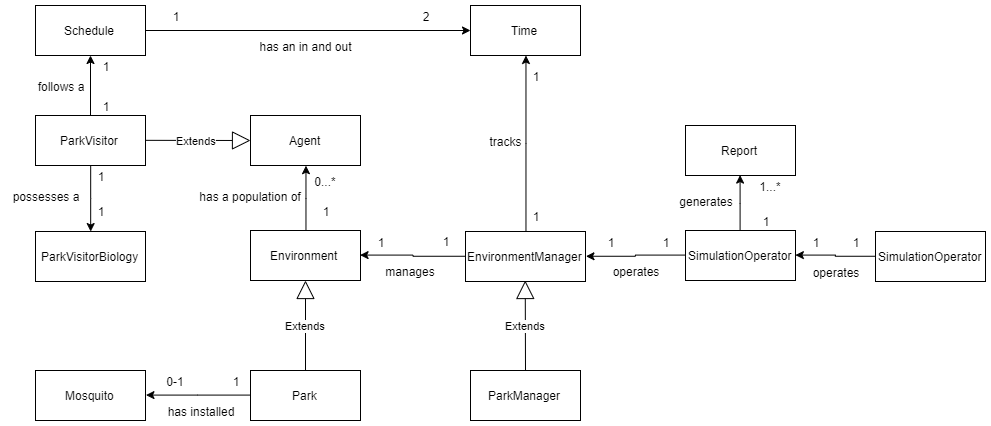 Schedule
1
2
has an in and out
Time
follows a
1
1
1
ParkVisitor
Extends
Agent
tracks
Report
possesses a
1
1
0...*
has a population of
1
generates
1...*
1
1
ParkVisitorBiology
Environment
1
1
manages
EnvironmentManager
1
1
operates
SimulationOperator
1
1
operates
SimulationOperator
Extends
Extends
Mosquito
0-1
1
has installed
Park
ParkManager